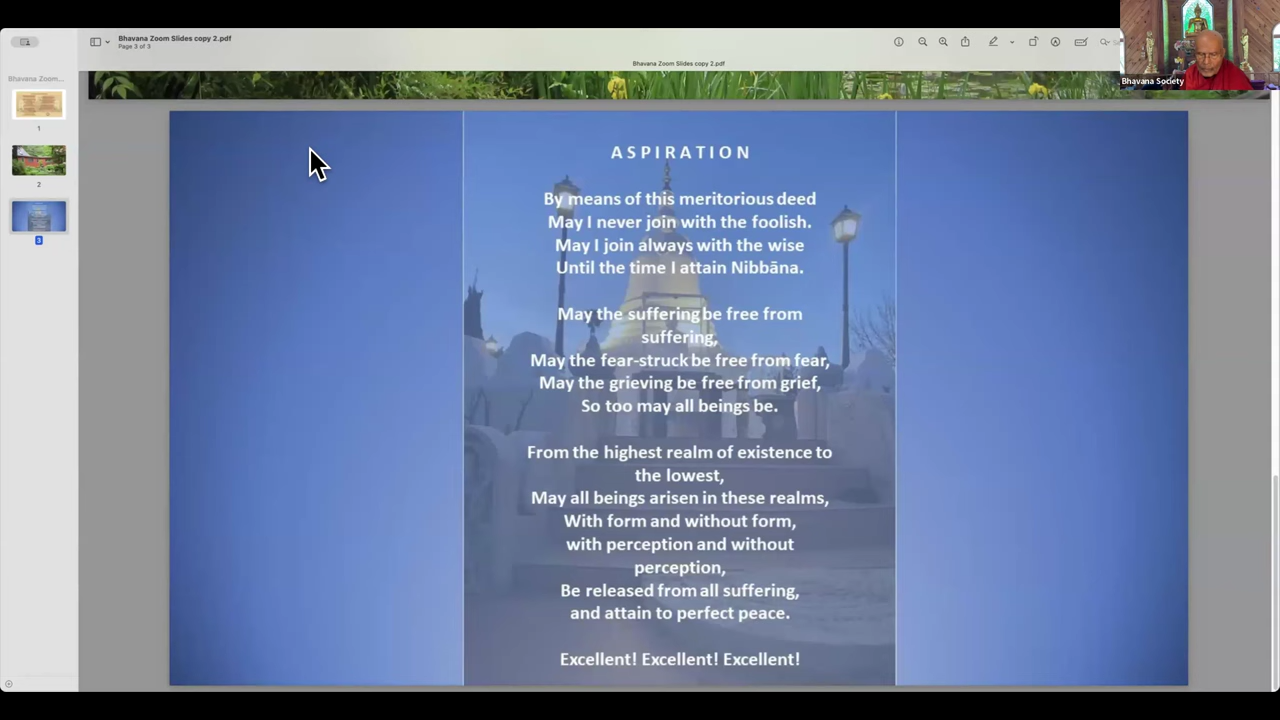 Bhavana Zoom Slides copy 2.pdf
Page 3 of 3
Bhavana Zoom Slides copy 2.pdf
Bhavana Zoom...
1
2
3
Bhavana Society
ASPIRATION
By means of this meritorious deed
May I never join with the foolish.
May I join always with the wise
Until the time I attain Nibbāna.
May the suffering be free from
suffering,
May the fear-struck be free from fear,
May the grieving be free from grief,
So too may all beings be.
From the highest realm of existence to
the lowest,
May all beings arisen in these realms,
With form and without form,
with perception and without
perception,
Be released from all suffering,
and attain to perfect peace.
Excellent! Excellent! Excellent!